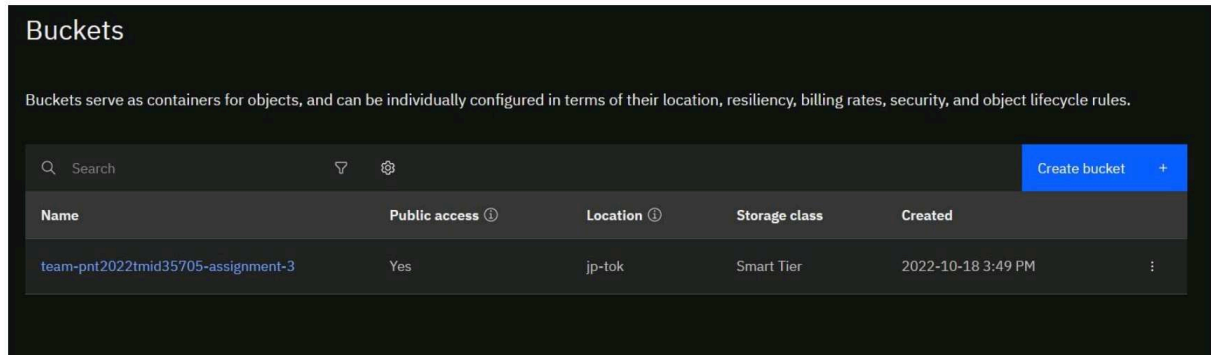 Buckets
Buckets serve as containers for objects, and can be individually configured in terms of their location, resiliency, billing rates, security, and object lifecycle rules.
Search Create bucket +
Name Public access Location Storage class Created
team-pnt2022tmid35705-assignment-3 Yes jp-tok Smart Tier 2022-10-18 3:49 PM